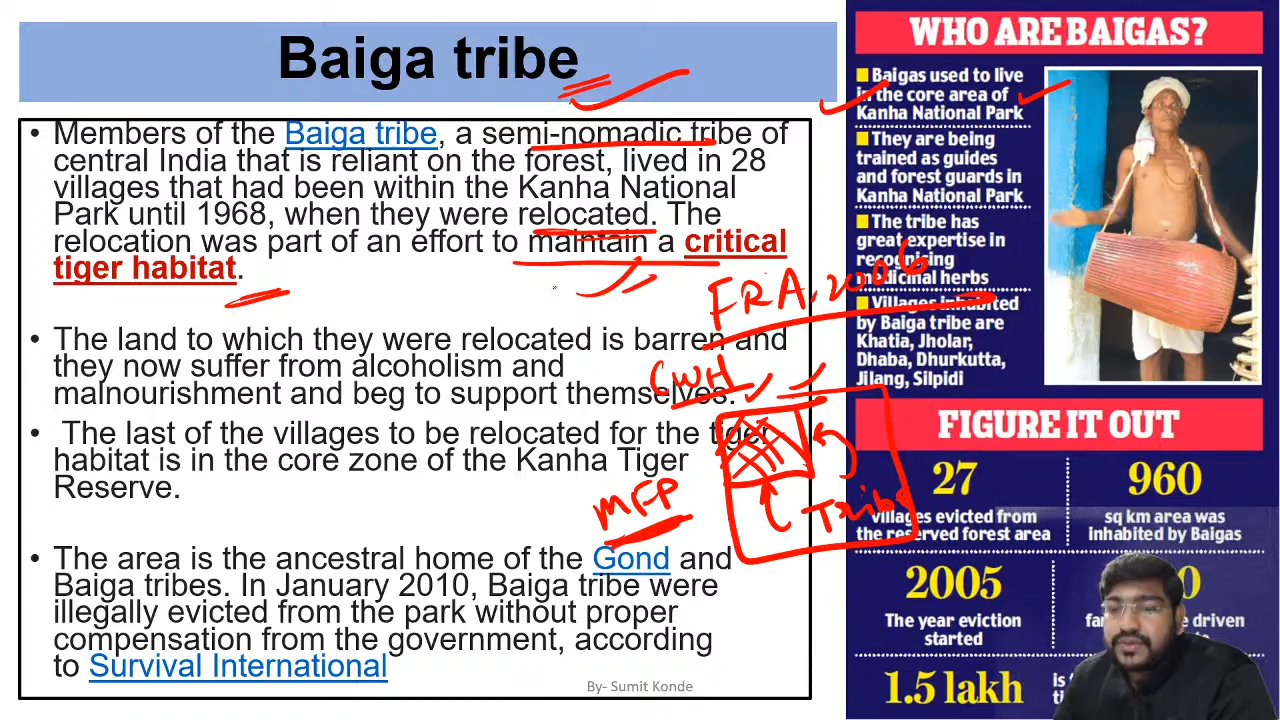 Baiga tribe
• Members of the Baiga tribe, a semi-nomadic tribe of
central India that is reliant on the forest, lived in 28
villages that had been within the Kanha National
Park until 1968, when they were relocated. The
relocation was part of an effort to maintain a critical
tiger habitat.
• The land to which they were relocated is barren and
they now suffer from alcoholism and
malnourishment and beg to support themselves.
• The last of the villages to be relocated for the tiger
habitat is in the core zone of the Kanha Tiger
Reserve.
• The area is the ancestral home of the Gond and
Baiga tribes. In January 2010, Baiga tribe were
illegally evicted from the park without proper
compensation from the government, according
to Survival International
By- Sumit Konde
FRA, 2006
CWH
MFP
Tribe
WHO ARE BAIGAS?
Baigas used to live
in the core area of
Kanha National Park
They are being
trained as guides
and forest guards in
Kanha National Park
The tribe has
great expertise in
recognising
medicinal herbs
Villages inhabited
by Baiga tribe are
Khatia, Jholar,
Dhaba, Dhurkutta,
Jilang, Silpidi
FIGURE IT OUT
27
villages evicted from
the reserved forest area
960
sq km area was
inhabited by Baigas
2005
The year eviction
started
driven
1.5 lakh